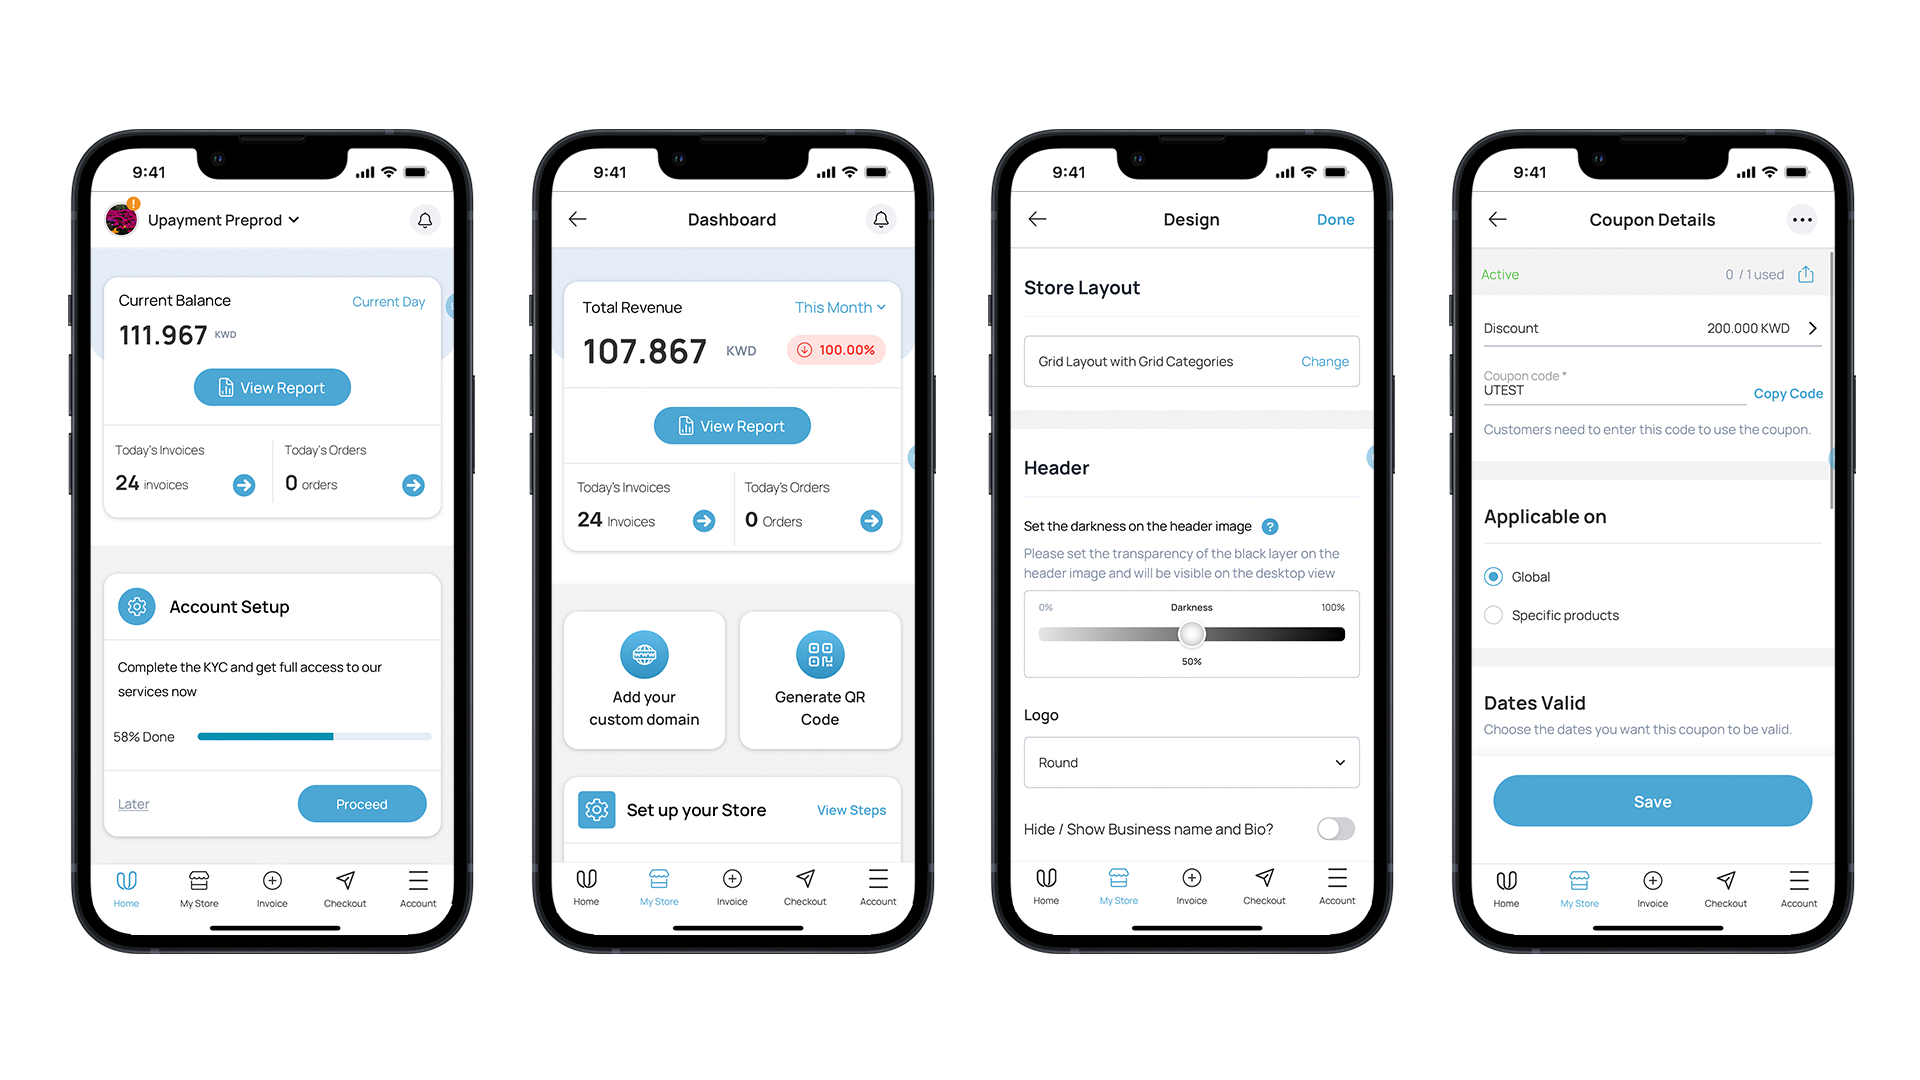 9:41
Upayment Preprod
Current Balance
Current Day
111.967 KWD
View Report
Today's Invoices
Today's Orders
24 invoices
0 orders
Account Setup
Complete the KYC and get full access to our
services now
58% Done
Later
Proceed
Home
My Store
Invoice
Checkout
Account
9:41
Dashboard
Total Revenue
This Month
107.867 KWD
100.00%
View Report
Today's Invoices
Today's Orders
24 Invoices
0 Orders
Add your
custom domain
Generate QR
Code
Set up your Store
View Steps
Home
My Store
Invoice
Checkout
Account
9:41
Design
Done
Store Layout
Grid Layout with Grid Categories
Change
Header
Set the darkness on the header image ?
Please set the transparency of the black layer on the
header image and will be visible on the desktop view
0%
Darkness
100%
50%
Logo
Round
Hide / Show Business name and Bio?
Home
My Store
Invoice
Checkout
Account
9:41
Coupon Details
Active
0 / 1 used
Discount
200.000 KWD
Coupon code *
UTEST
Copy Code
Customers need to enter this code to use the coupon.
Applicable on
Global
Specific products
Dates Valid
Choose the dates you want this coupon to be valid.
Save
Home
My Store
Invoice
Checkout
Account